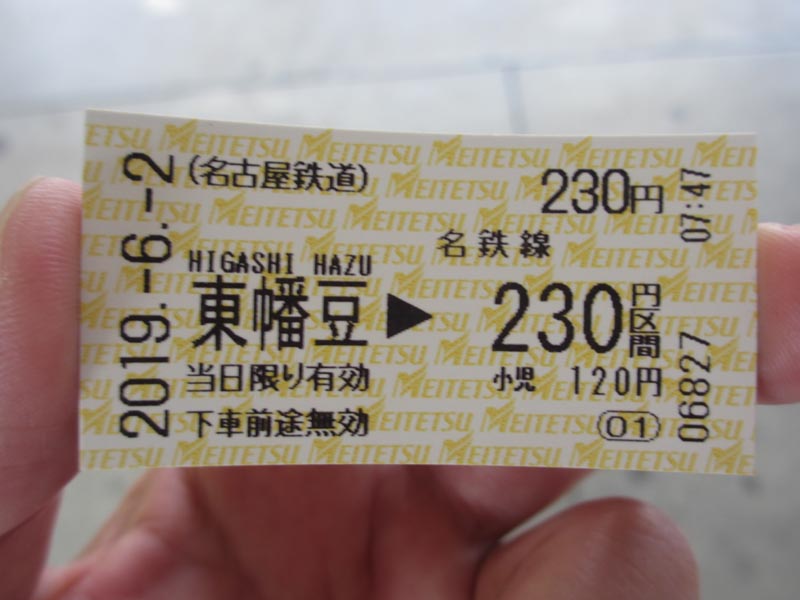 2019.-6.-2
(名古屋鉄道)
230円
07:47
名鉄線
HIGASHI HAZU
東幡豆▶230円区間
当日限り有効
小児 120円
下車前途無効
01
06827
MEITETSU